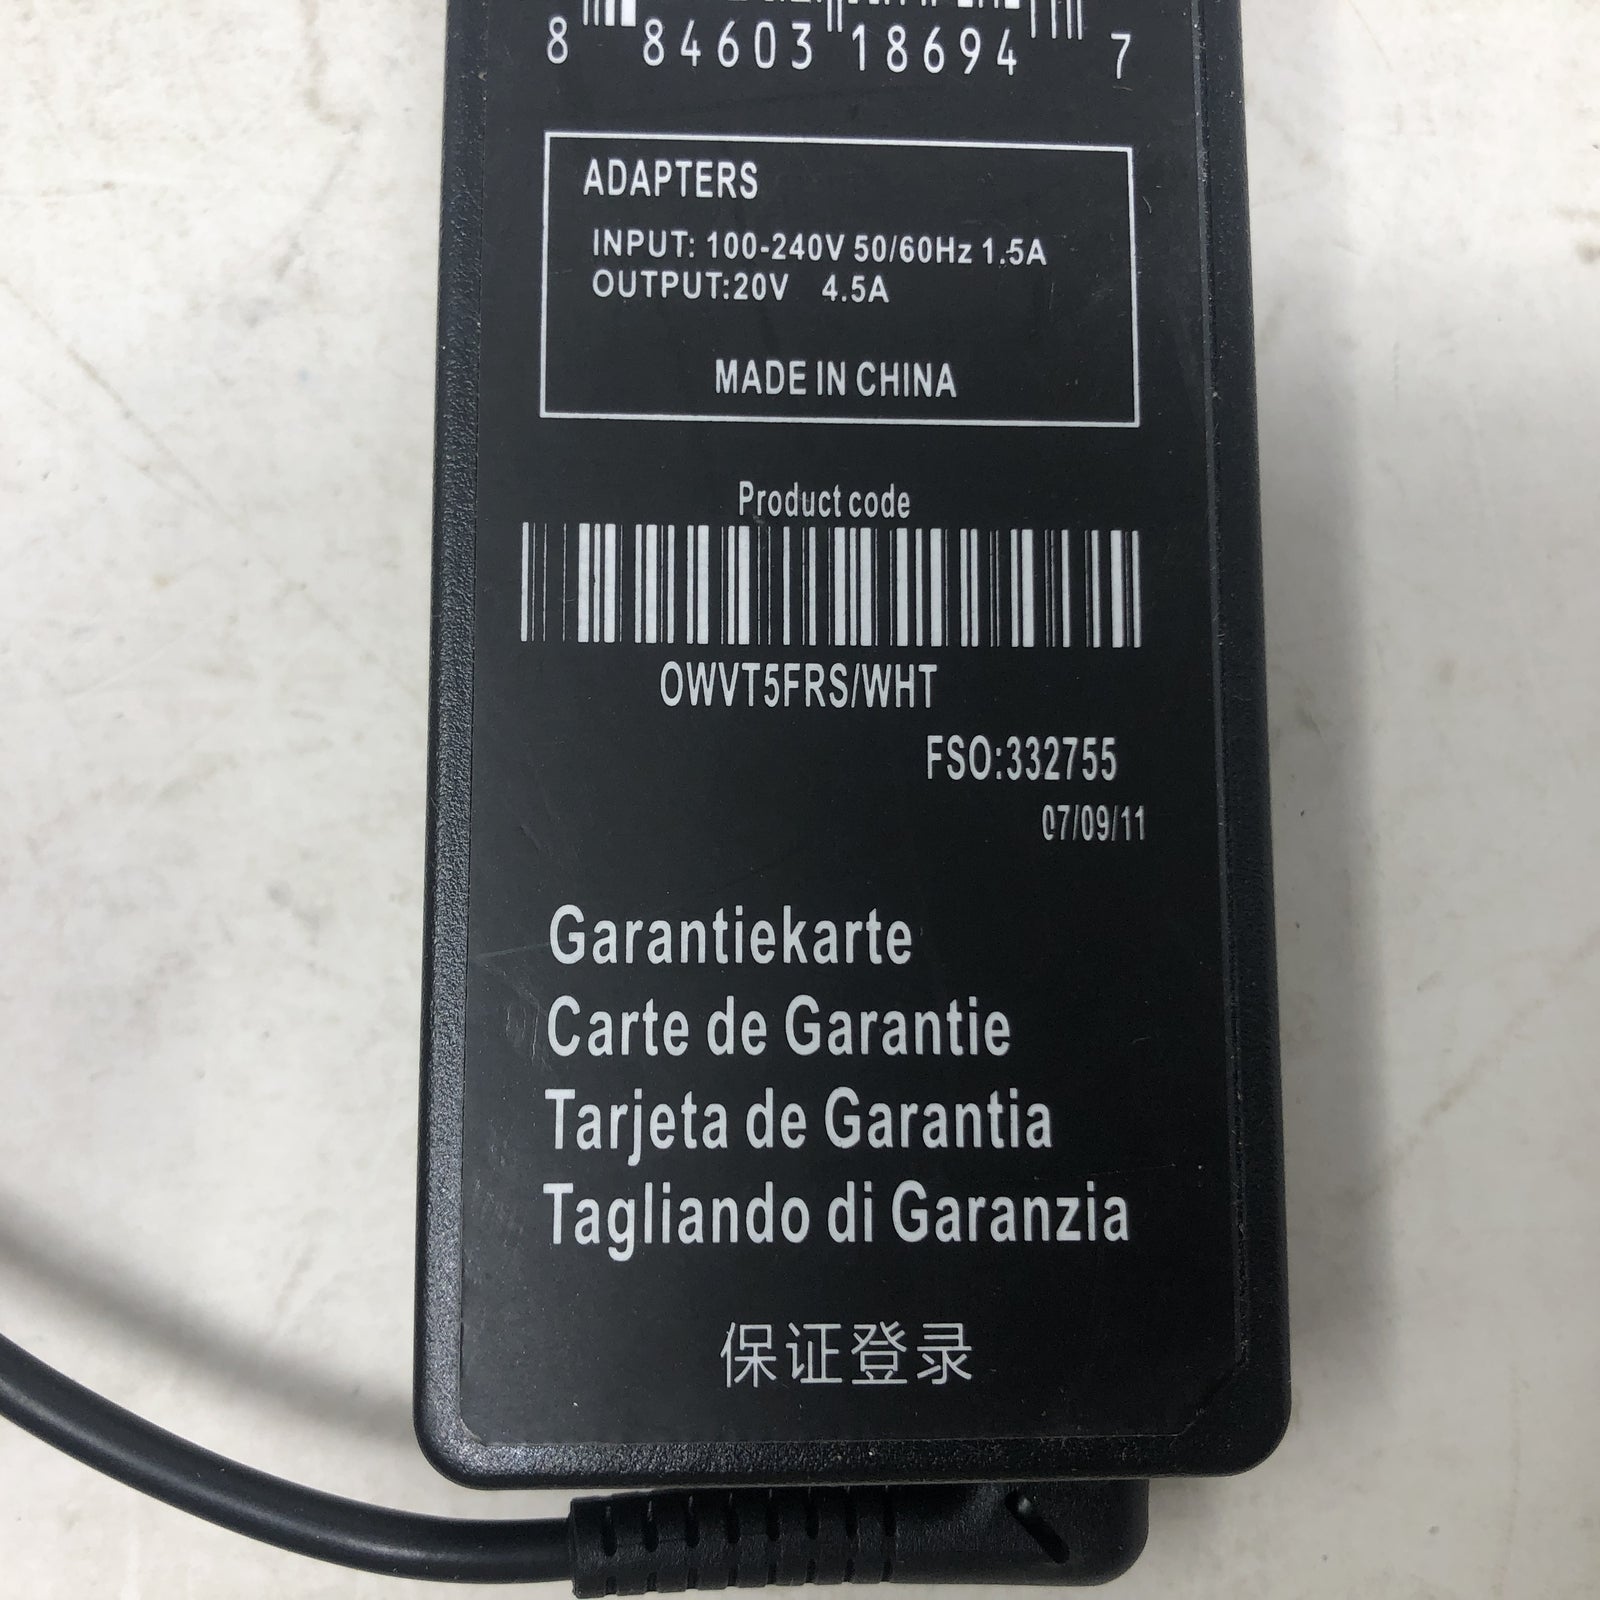 8 84603 18694 7
ADAPTERS
INPUT: 100-240V 50/60Hz 1.5A
OUTPUT:20V 4.5A
MADE IN CHINA
Product code
OWVT5FRS/WHT
FSO:332755
07/09/11
Garantiekarte
Carte de Garantie
Tarjeta de Garantia
Tagliando di Garanzia
保证登录